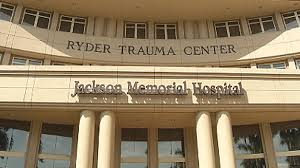 RYDER TRAUMA CENTER
Jackson Memorial Hospital